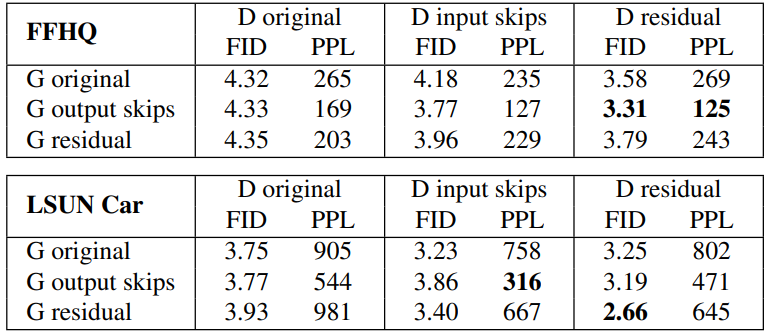 FFHQ D original D input skips D residual
FID PPL FID PPL FID PPL
G original 4.32 265 4.18 235 3.58 269
G output skips 4.33 169 3.77 127 3.31 125
G residual 4.35 203 3.96 229 3.79 243
LSUN Car D original D input skips D residual
FID PPL FID PPL FID PPL
G original 3.75 905 3.23 758 3.25 802
G output skips 3.77 544 3.86 316 3.19 471
G residual 3.93 981 3.40 667 2.66 645